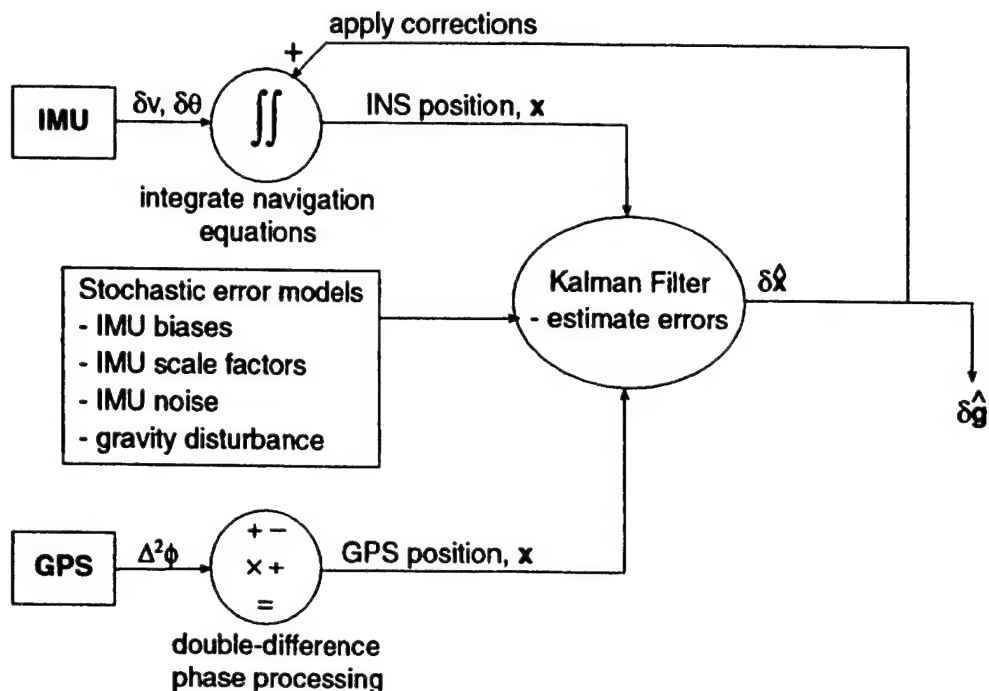 apply corrections
+
IMU
δv, δθ
∬
INS position, x
integrate navigation
equations
Stochastic error models
- IMU biases
- IMU scale factors
- IMU noise
- gravity disturbance
Kalman Filter
- estimate errors
δx̂
δĝ
GPS
Δ²ϕ
+ −
× +
=
GPS position, x
double-difference
phase processing